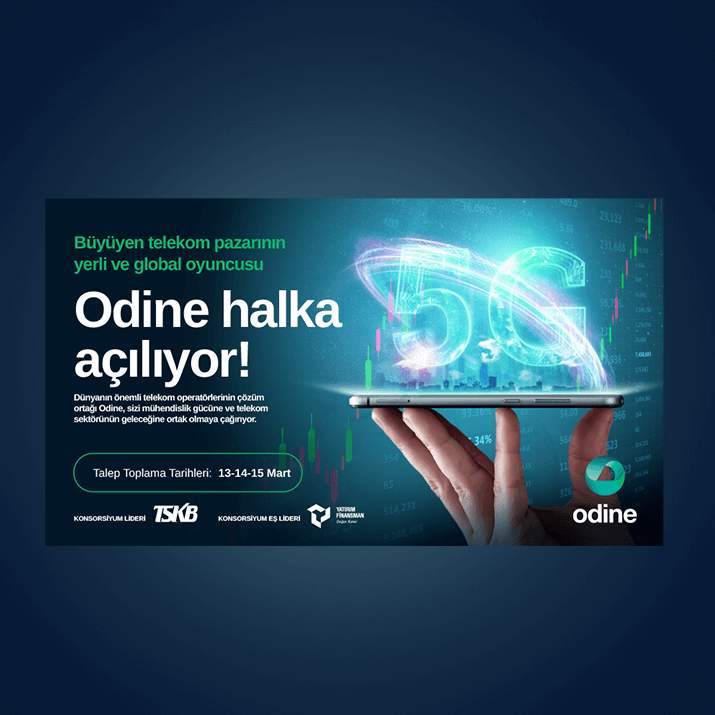 Büyüyen telekom pazarının
yerli ve global oyuncusu
Odine halka
açılıyor!
Dünyanın önemli telekom operatörlerinin çözüm
ortağı Odine, sizi mühendislik gücüne ve telekom
sektörünün geleceğine ortak olmaya çağırıyor.
Talep Toplama Tarihleri: 13-14-15 Mart
KONSORSİYUM LİDERİ TSKB KONSORSİYUM EŞ LİDERİ YATIRIM
FİNANSMAN
Değer Katar
5G
odine